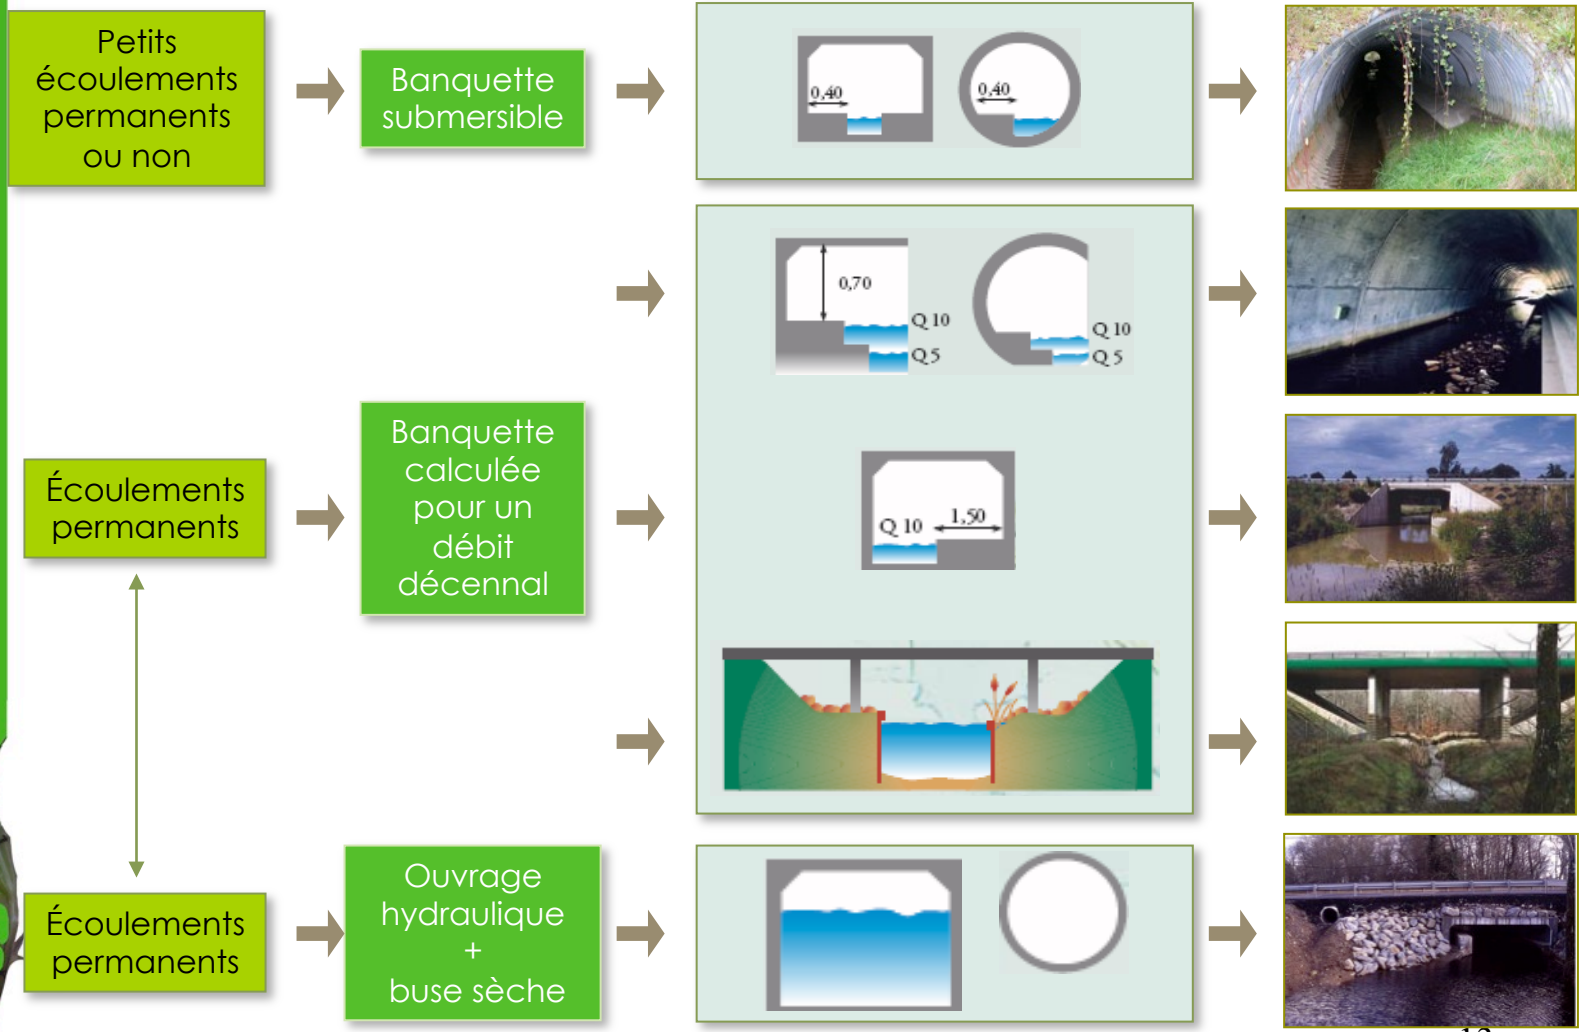 Petits
écoulements
permanents
ou non
Banquette
submersible
0,40
0,40
0,70
Q 10
Q 5
Q 10
Q 5
Écoulements
permanents
Banquette
calculée
pour un
débit
décennal
Q 10
1,50
Écoulements
permanents
Ouvrage
hydraulique
+
buse sèche